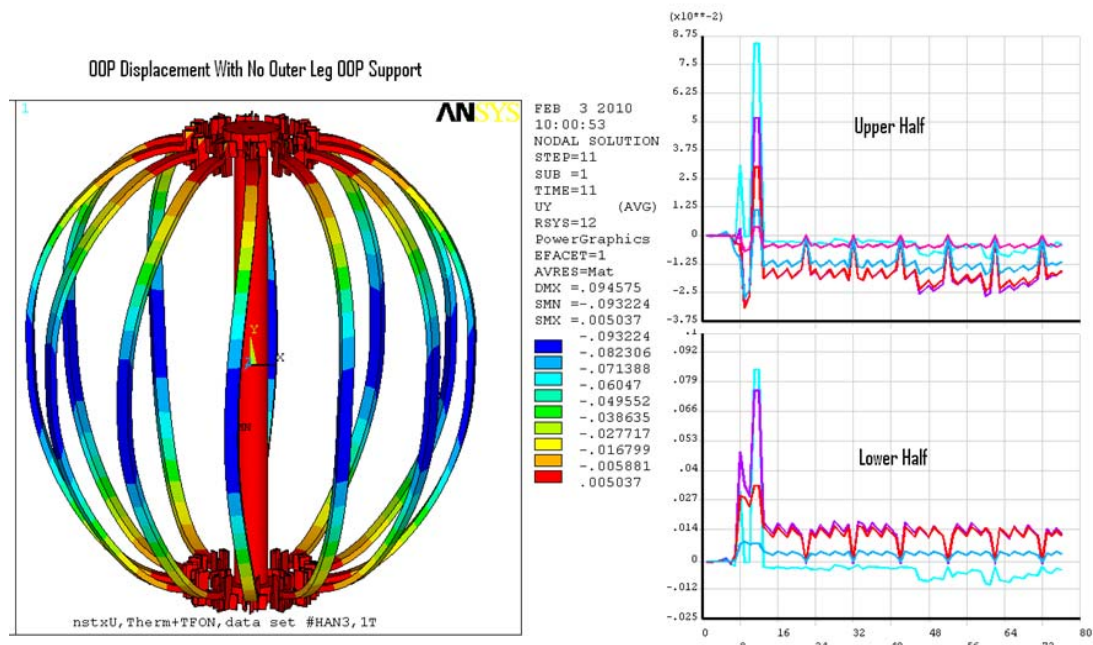 OOP Displacement With No Outer Leg OOP Support
1
ANSYS
FEB 3 2010
10:00:53
NODAL SOLUTION
STEP=11
SUB =1
TIME=11
UY (AVG)
RSYS=12
PowerGraphics
EFACET=1
AVRES=Mat
DMX =.094575
SMN =-.093224
SMX =.005037
-.093224
-.082306
-.071388
-.06047
-.049552
-.038635
-.027717
-.016799
-.005881
.005037
Y
X
MN
nstxU,Therm+TFON,data set #HAN3,1T
(x10**-2)
8.75
7.5
6.25
5
3.75
2.5
1.25
0
-1.25
-2.5
-3.75
Upper Half
.1
.092
.079
.066
.053
.04
.027
.014
0
-.012
-.025
Lower Half
0 16 32 48 64 80